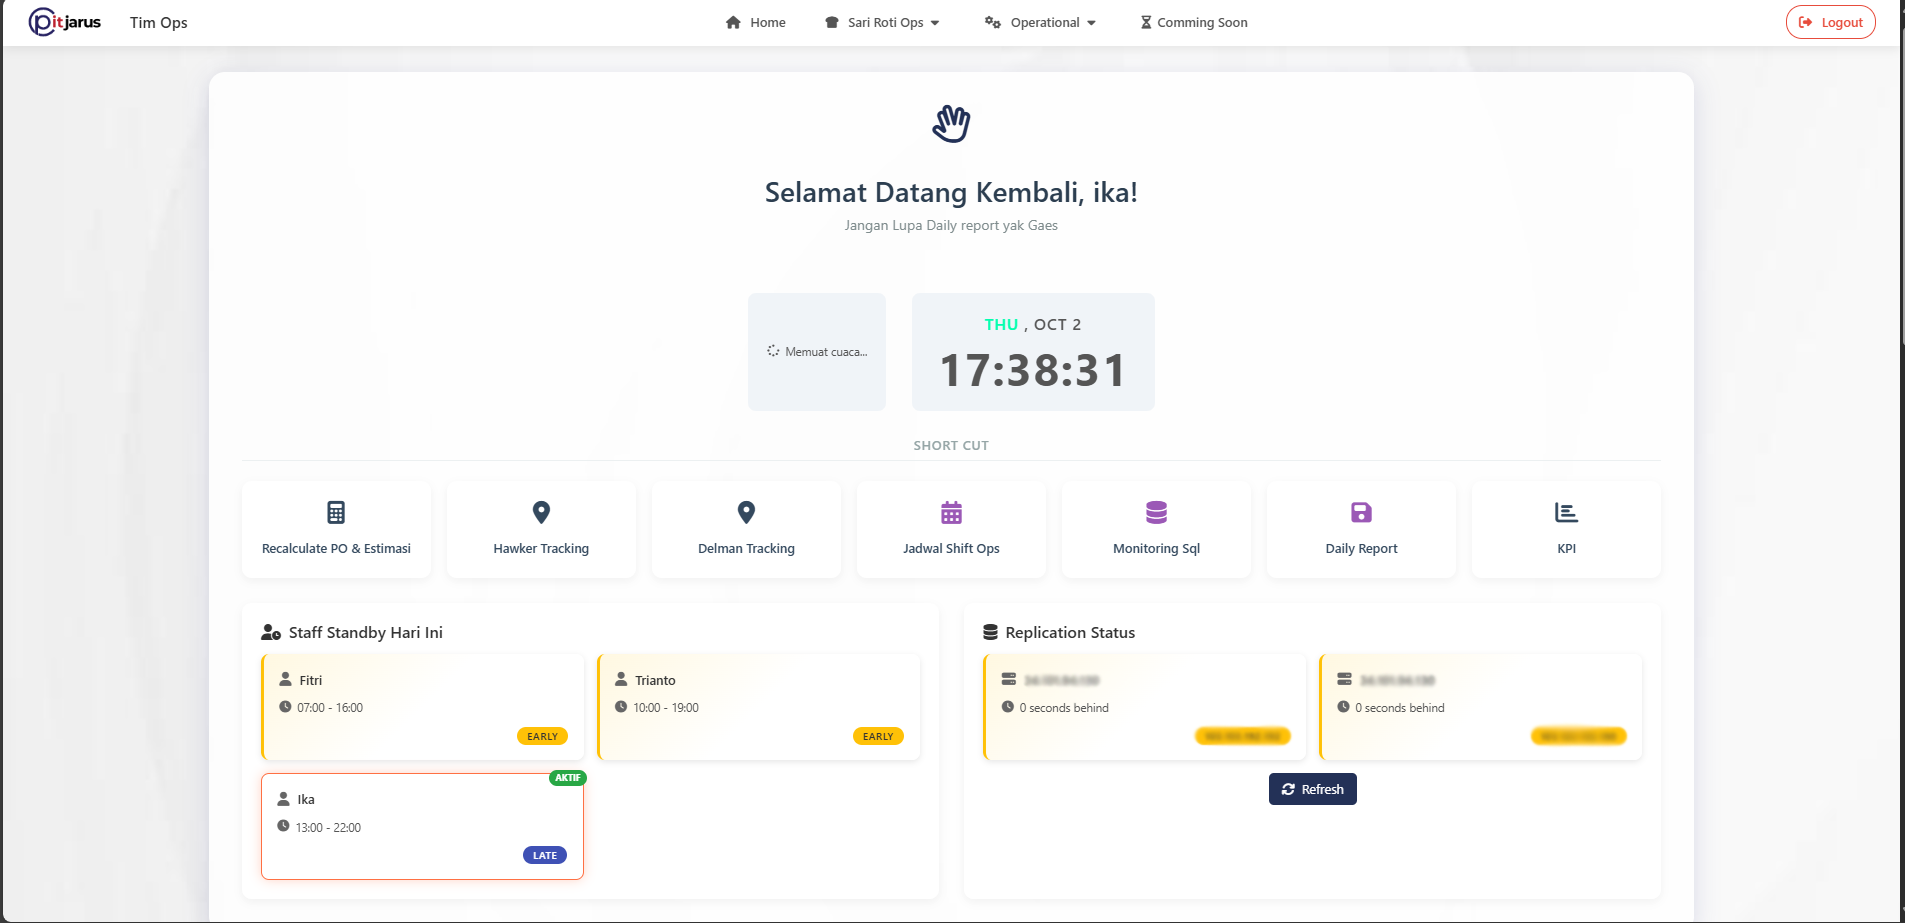 pitjarus Tim Ops Home Sari Roti Ops Operational Comming Soon Logout
Selamat Datang Kembali, ika!
Jangan Lupa Daily report yak Gaes
Memuat cuaca...
THU , OCT 2
17:38:31
SHORT CUT
Recalculate PO & Estimasi
Hawker Tracking
Delman Tracking
Jadwal Shift Ops
Monitoring Sql
Daily Report
KPI
Staff Standby Hari Ini
Fitri
07:00 - 16:00
EARLY
Trianto
10:00 - 19:00
EARLY
AKTIF
Ika
13:00 - 22:00
LATE
Replication Status
0 seconds behind
0 seconds behind
Refresh